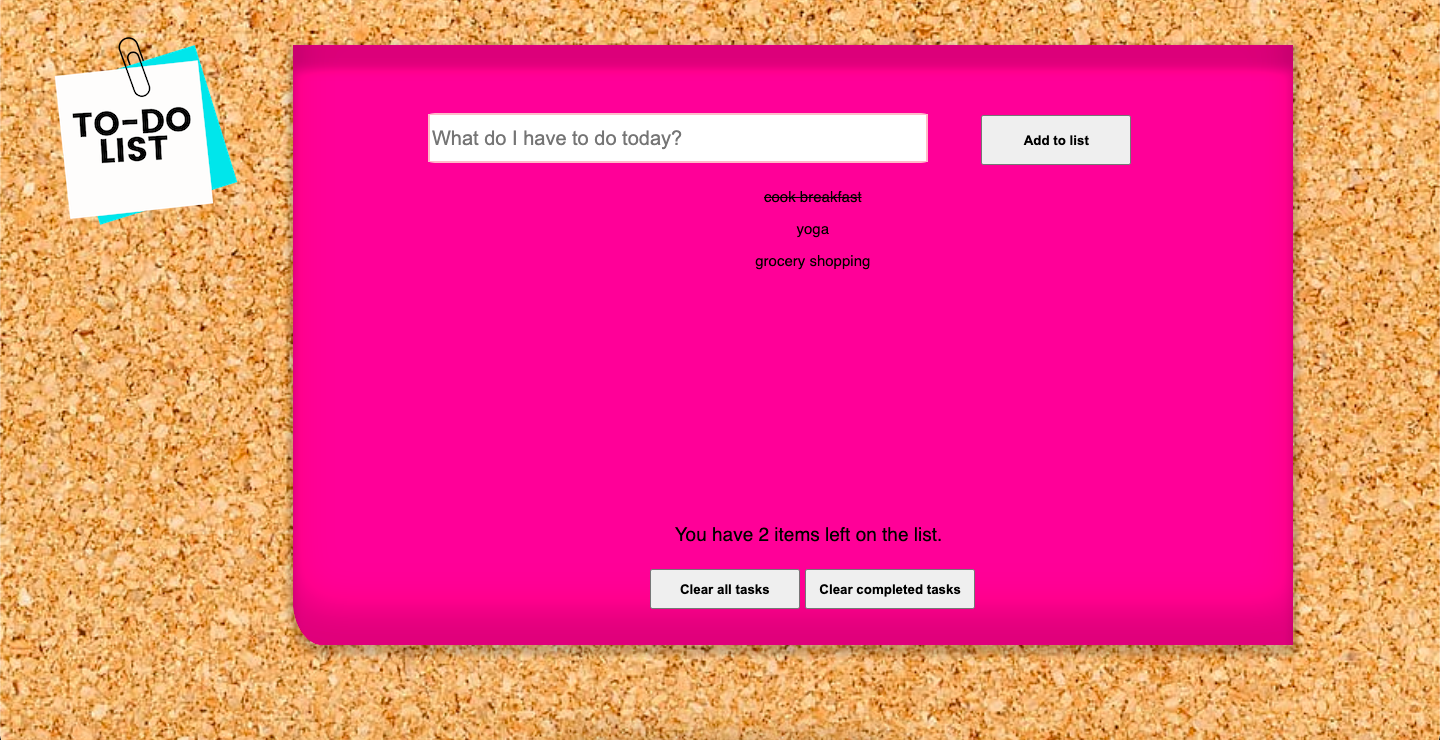 TO-DO
LIST
What do I have to do today?
Add to list
cook breakfast
yoga
grocery shopping
You have 2 items left on the list.
Clear all tasks
Clear completed tasks